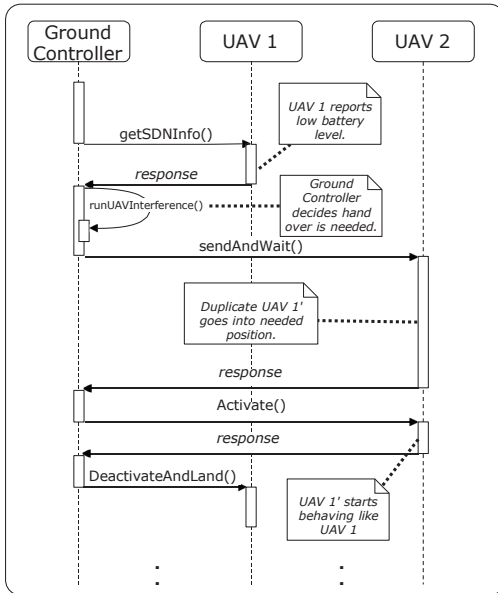 Ground
Controller
UAV 1
UAV 2
UAV 1 reports
low battery
level.
getSDNInfo()
response
runUAVInterference()
Ground
Controller
decides hand
over is needed.
sendAndWait()
Duplicate UAV 1'
goes into needed
position.
response
Activate()
response
DeactivateAndLand()
UAV 1' starts
behaving like
UAV 1